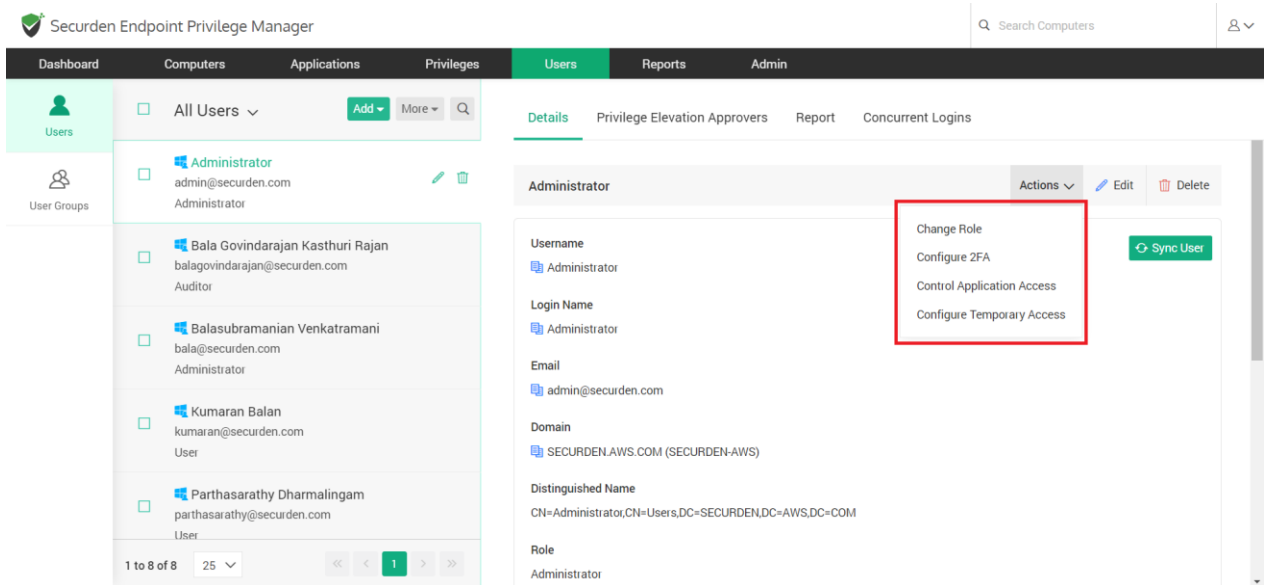 Securden Endpoint Privilege Manager
Search Computers
Dashboard Computers Applications Privileges Users Reports Admin
Users
User Groups
All Users
Add
More
Administrator
admin@securden.com
Administrator
Bala Govindarajan Kasthuri Rajan
balagovindarajan@securden.com
Auditor
Balasubramanian Venkatramani
bala@securden.com
Administrator
Kumaran Balan
kumaran@securden.com
User
Parthasarathy Dharmalingam
parthasarathy@securden.com
User
1 to 8 of 8 25 « < 1 > »
Details Privilege Elevation Approvers Report Concurrent Logins
Administrator
Actions Edit Delete
Change Role
Configure 2FA
Control Application Access
Configure Temporary Access
Sync User
Username
Administrator
Login Name
Administrator
Email
admin@securden.com
Domain
SECURDEN.AWS.COM (SECURDEN-AWS)
Distinguished Name
CN=Administrator,CN=Users,DC=SECURDEN,DC=AWS,DC=COM
Role
Administrator